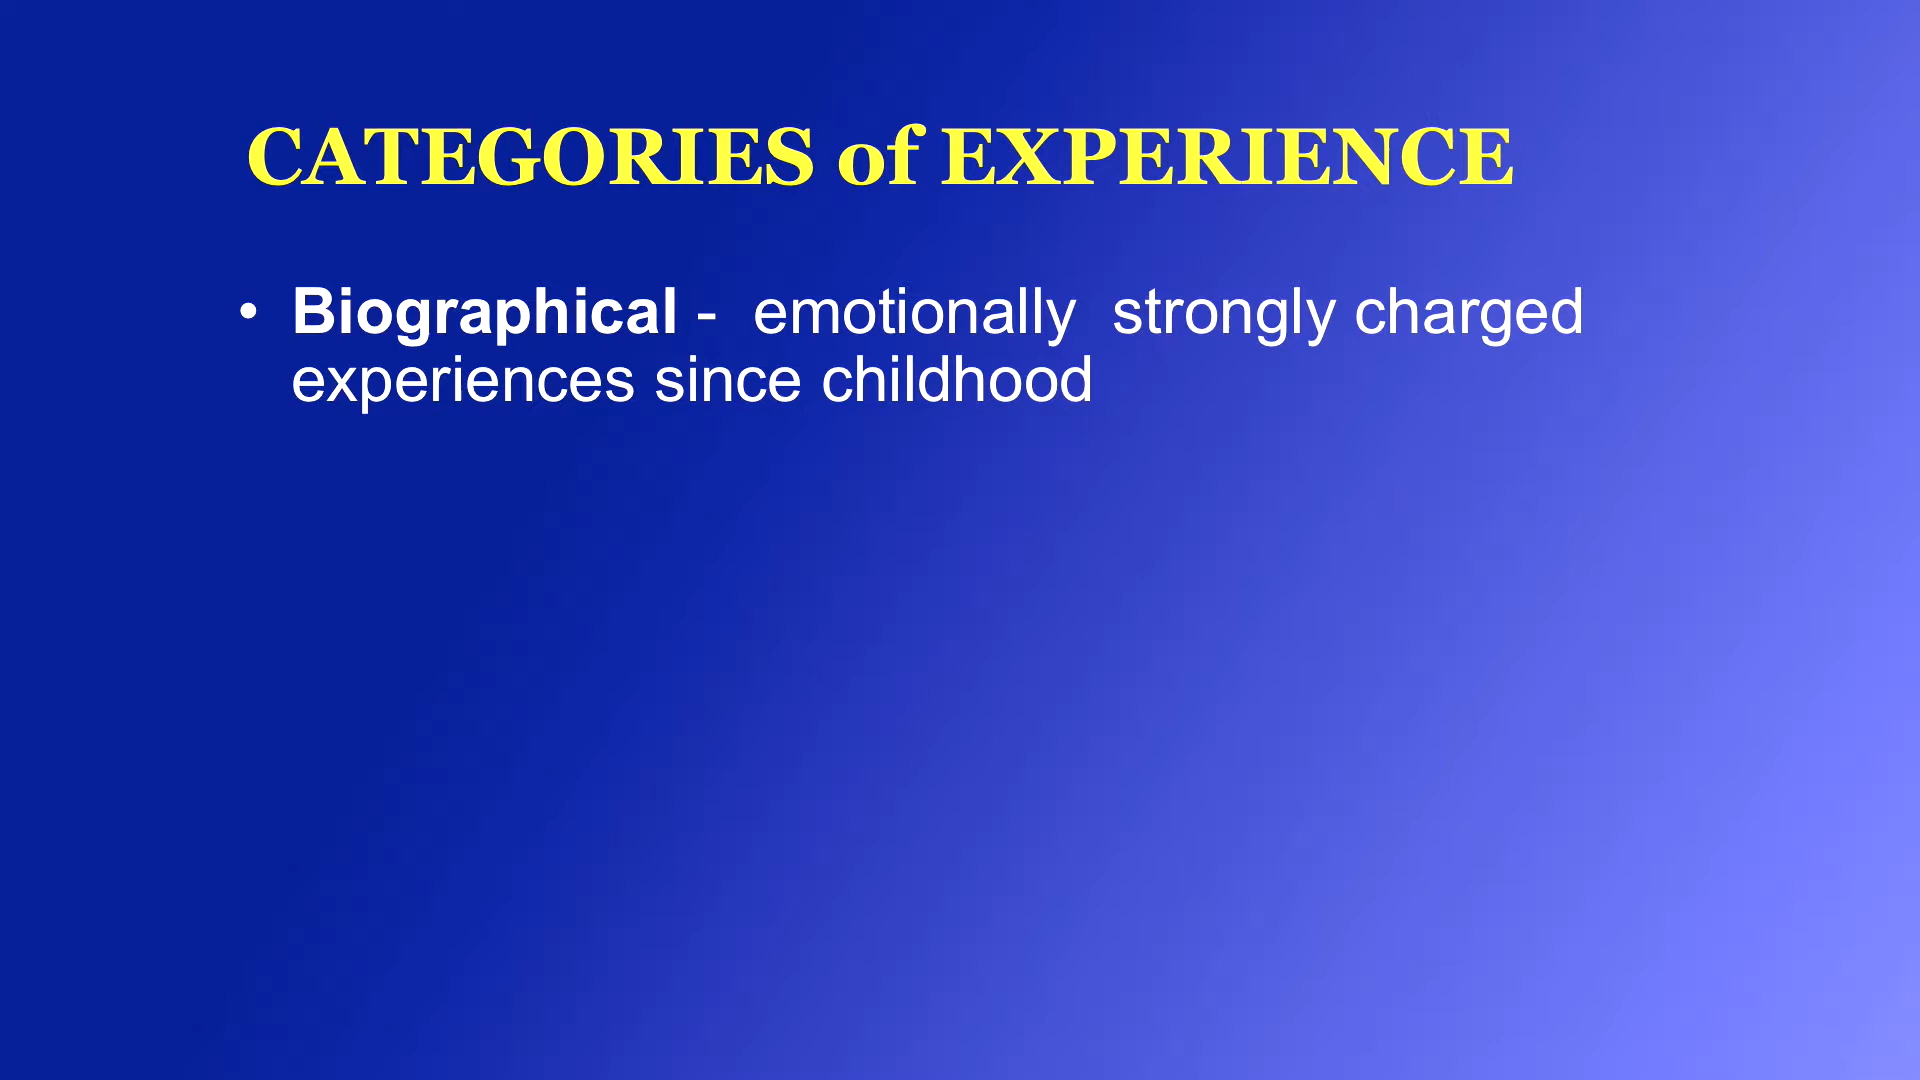 CATEGORIES of EXPERIENCE
• Biographical - emotionally strongly charged
experiences since childhood